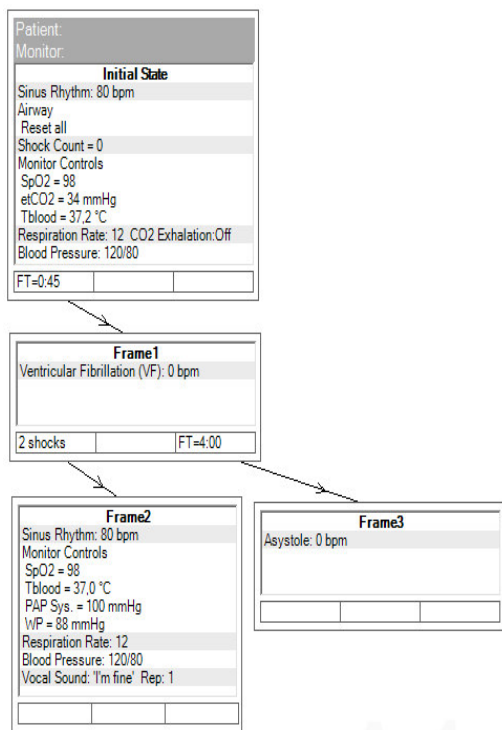 Patient:
Monitor:
Initial State
Sinus Rhythm: 80 bpm
Airway
Reset all
Shock Count = 0
Monitor Controls
SpO2 = 98
etCO2 = 34 mmHg
Tblood = 37,2 °C
Respiration Rate: 12 CO2 Exhalation:Off
Blood Pressure: 120/80
FT=0:45
Frame1
Ventricular Fibrillation (VF): 0 bpm
2 shocks FT=4:00
Frame2
Sinus Rhythm: 80 bpm
Monitor Controls
SpO2 = 98
Tblood = 37,0 °C
PAP Sys. = 100 mmHg
WP = 88 mmHg
Respiration Rate: 12
Blood Pressure: 120/80
Vocal Sound: 'I'm fine' Rep: 1
Frame3
Asystole: 0 bpm